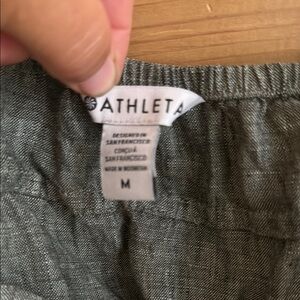 ATHLETA
DESIGNED IN
SAN FRANCISCO
CONÇU À
SAN FRANCISCO
MADE IN INDONESIA
M